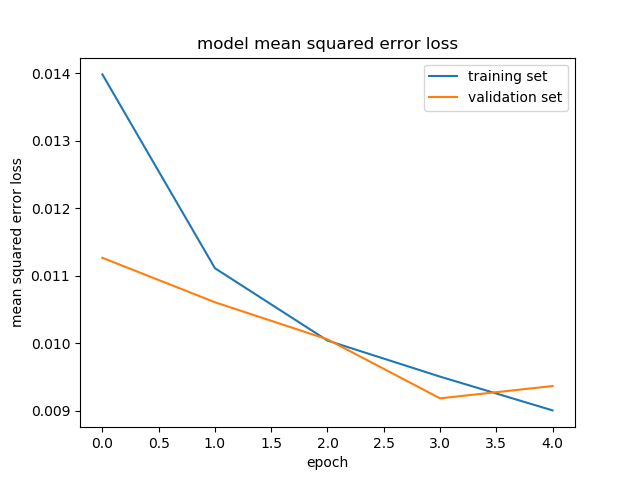 model mean squared error loss
training set
validation set
mean squared error loss
0.014
0.013
0.012
0.011
0.010
0.009
0.0 0.5 1.0 1.5 2.0 2.5 3.0 3.5 4.0
epoch